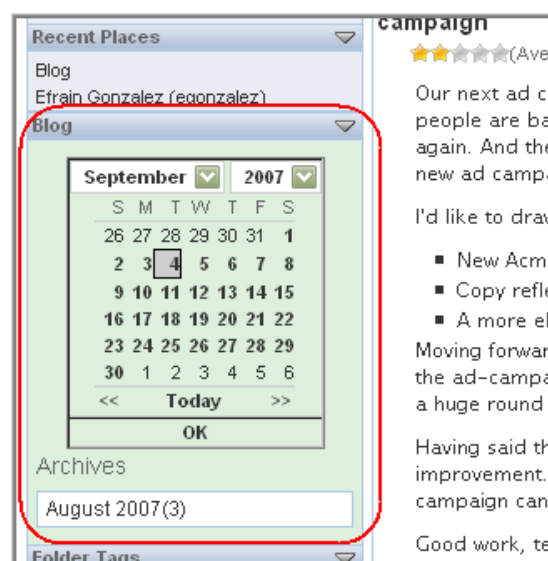 Recent Places
Blog
Efrain Gonzalez (egonzalez)
Blog
September 2007
S M T W T F S
26 27 28 29 30 31 1
2 3 4 5 6 7 8
9 10 11 12 13 14 15
16 17 18 19 20 21 22
23 24 25 26 27 28 29
30 1 2 3 4 5 6
<< Today >>
OK
Archives
August 2007(3)
Folder Tags
campaign
(Ave
Our next ad c
people are ba
again. And the
new ad campa
I'd like to drav
New Acm
Copy refle
A more el
Moving forwar
the ad-campa
a huge round
Having said th
improvement.
campaign can
Good work, te